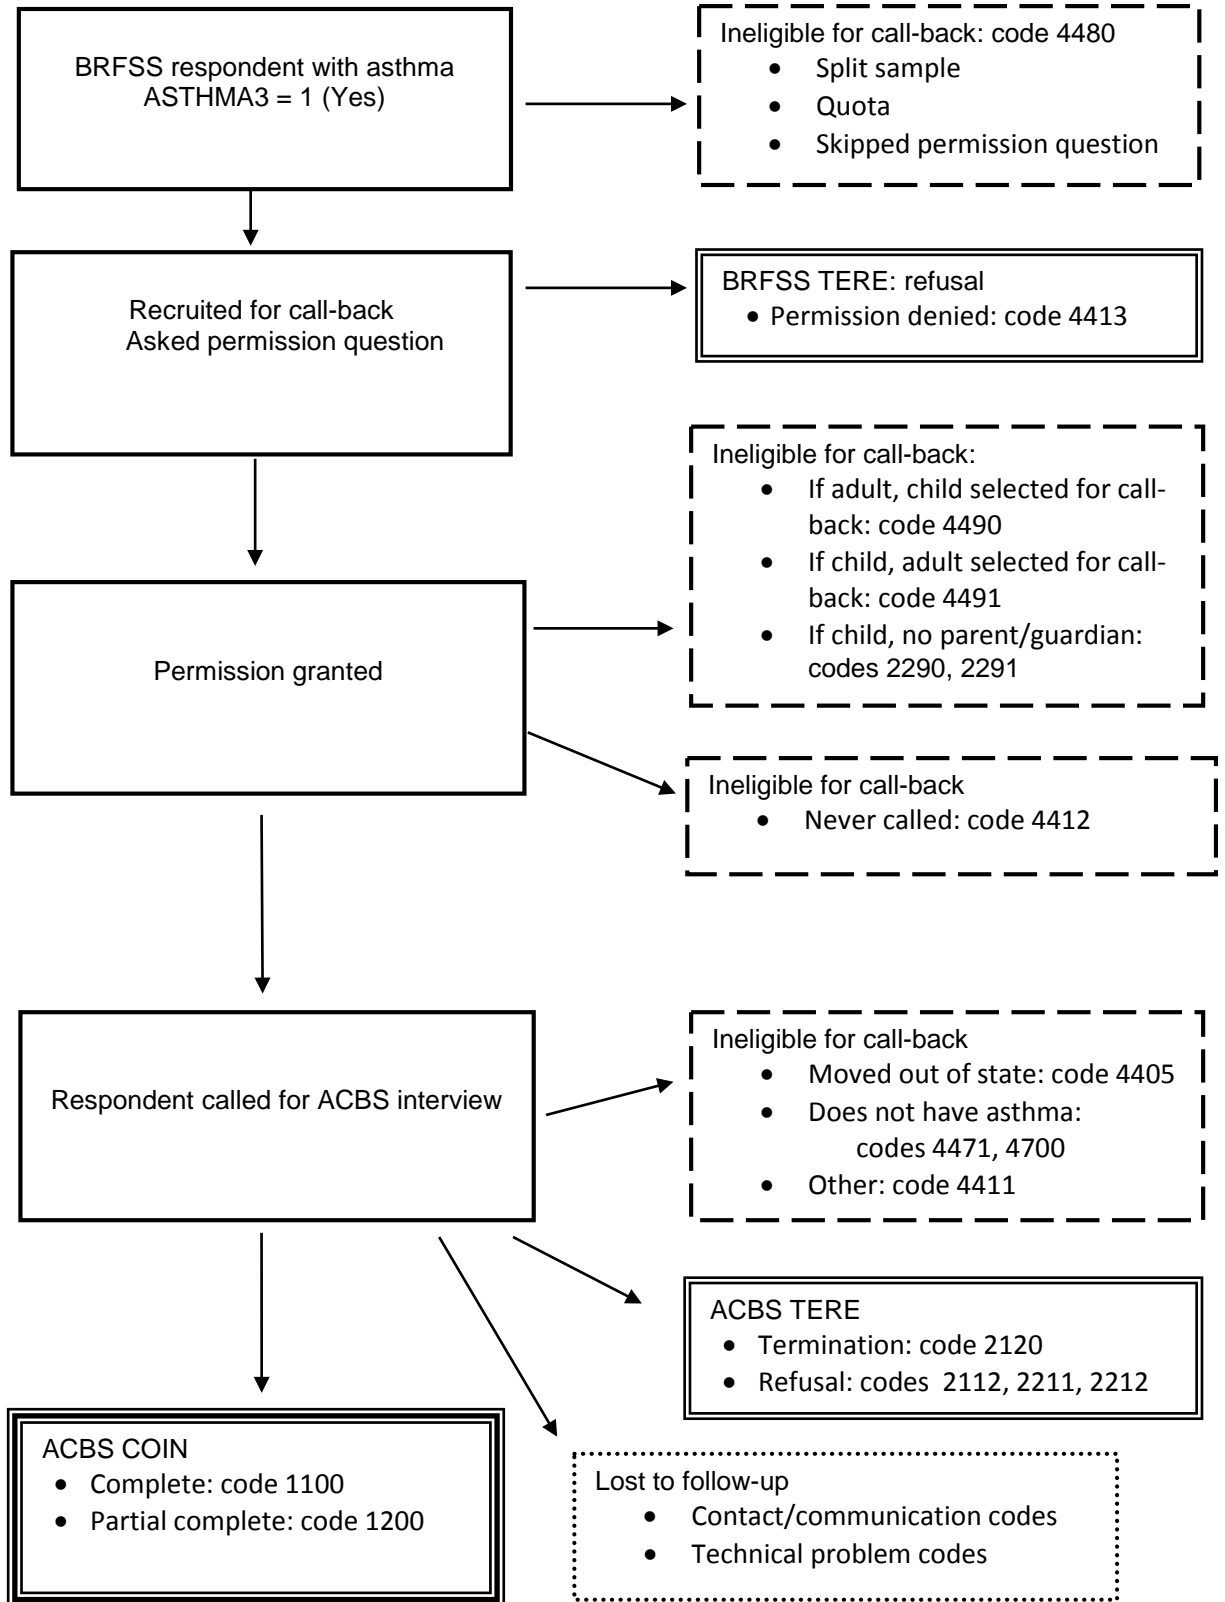 BRFSS respondent with asthma
ASTHMA3 = 1 (Yes)
Ineligible for call-back: code 4480
• Split sample
• Quota
• Skipped permission question
Recruited for call-back
Asked permission question
BRFSS TERE: refusal
• Permission denied: code 4413
Ineligible for call-back:
• If adult, child selected for call-
back: code 4490
• If child, adult selected for call-
back: code 4491
• If child, no parent/guardian:
codes 2290, 2291
Permission granted
Ineligible for call-back
• Never called: code 4412
Respondent called for ACBS interview
Ineligible for call-back
• Moved out of state: code 4405
• Does not have asthma:
codes 4471, 4700
• Other: code 4411
ACBS TERE
• Termination: code 2120
• Refusal: codes  2112, 2211, 2212
ACBS COIN
• Complete: code 1100
• Partial complete: code 1200
Lost to follow-up
• Contact/communication codes
• Technical problem codes